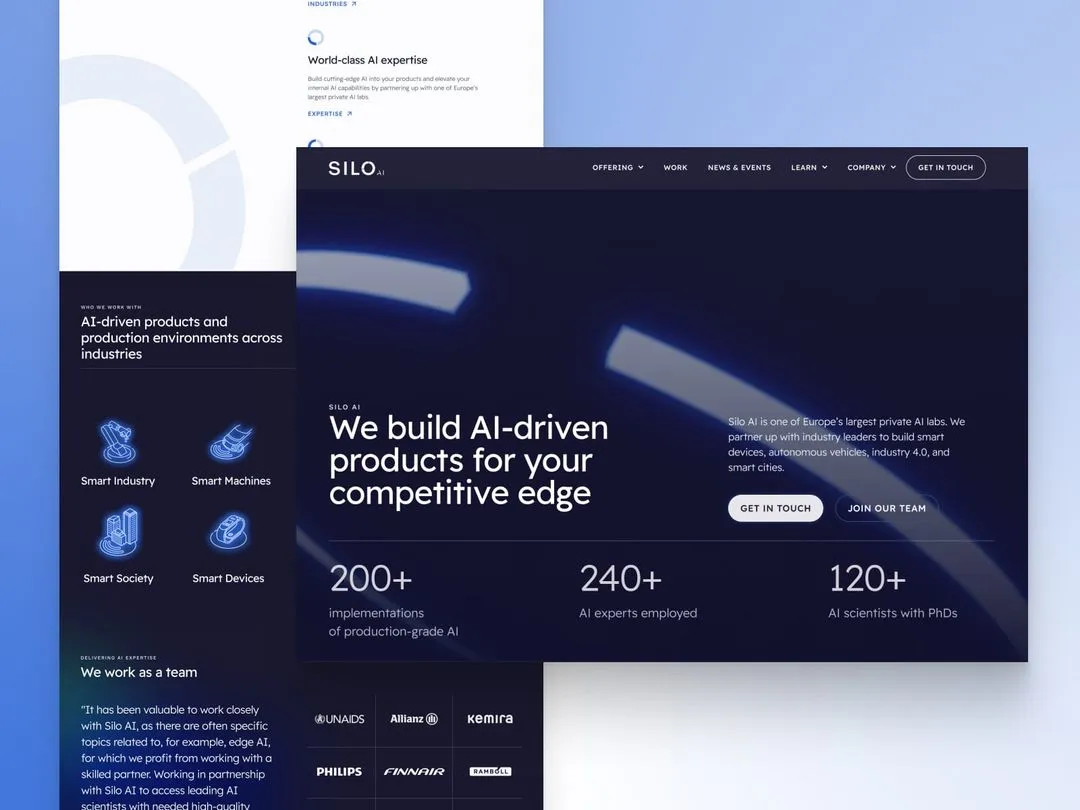 INDUSTRIES
World-class AI expertise
Build cutting-edge AI into your products and elevate your
internal AI capabilities by partnering up with one of Europe's
largest private AI labs.
EXPERTISE
SILO.AI
OFFERING
WORK
NEWS & EVENTS
LEARN
COMPANY
GET IN TOUCH
SILO AI
We build AI-driven
products for your
competitive edge
Silo AI is one of Europe's largest private AI labs. We
partner up with industry leaders to build smart
devices, autonomous vehicles, industry 4.0, and
smart cities.
GET IN TOUCH
JOIN OUR TEAM
200+
implementations
of production-grade AI
240+
AI experts employed
120+
AI scientists with PhDs
WHO WE WORK WITH
AI-driven products and
production environments across
industries
Smart Industry
Smart Machines
Smart Society
Smart Devices
DELIVERING AI EXPERTISE
We work as a team
"It has been valuable to work closely
with Silo AI, as there are often specific
topics related to, for example, edge AI,
for which we profit from working with a
skilled partner. Working in partnership
with Silo AI to access leading AI
scientists with needed high-quality
UNAIDS
Allianz
kemira
PHILIPS
FINNAIR
RAMBOLL